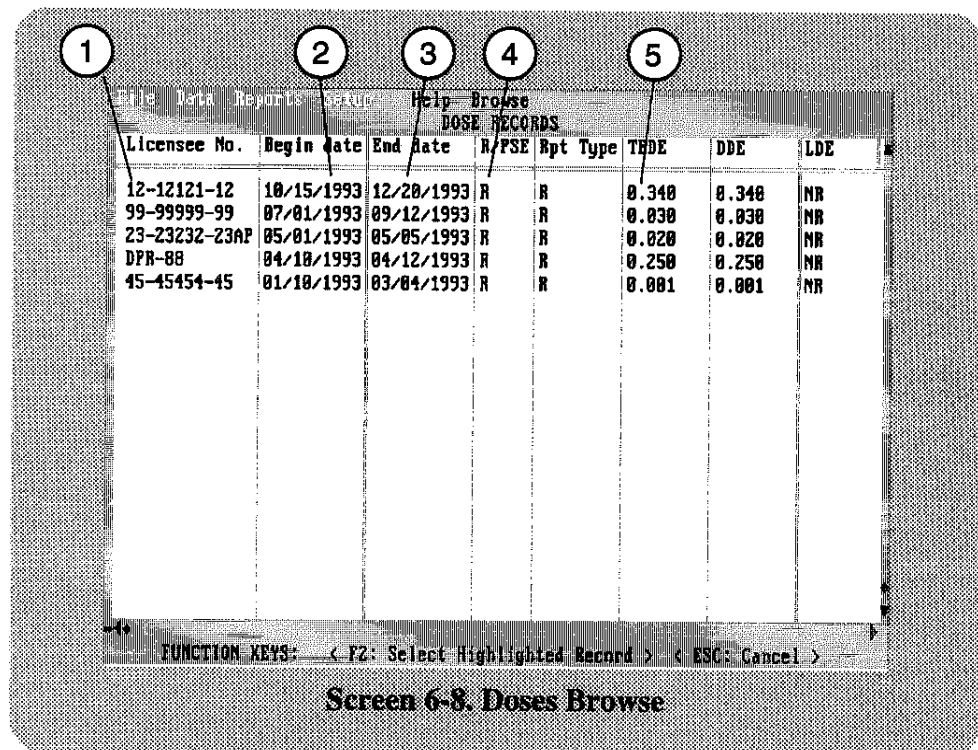 1 2 3 4 5
File Data Reports Setup Help Browse
DOSE RECORDS
Licensee No. Begin date End date R/PSE Rpt Type TEDE DDE LDE
12-12121-12 10/15/1993 12/20/1993 R R 0.340 0.340 NR
99-99999-99 07/01/1993 09/12/1993 R R 0.030 0.030 NR
23-23232-23AP 05/01/1993 05/05/1993 R R 0.020 0.020 NR
DPR-88 04/10/1993 04/12/1993 R R 0.250 0.250 NR
45-45454-45 01/10/1993 03/04/1993 R R 0.001 0.001 NR
FUNCTION KEYS: < F2: Select Highlighted Record > < ESC: Cancel >
Screen 6-8. Doses Browse